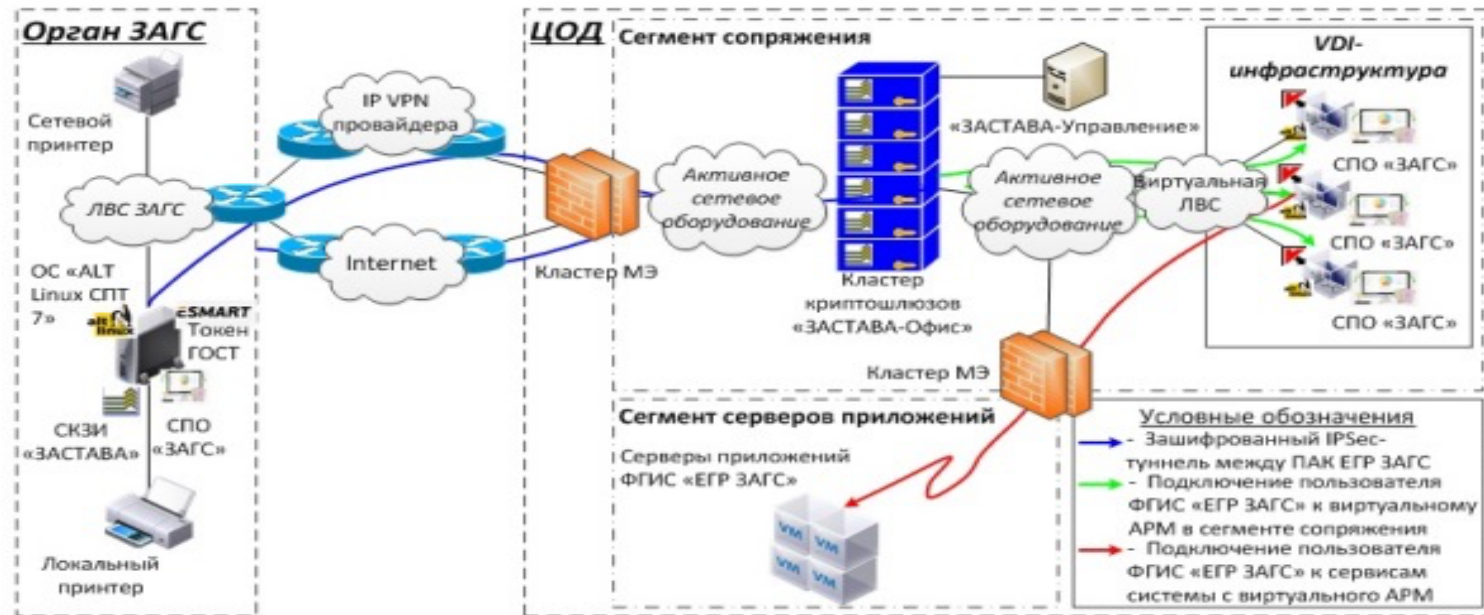 Орган ЗАГС
Сетевой
принтер
ЛВС ЗАГС
ОС «ALT
Linux СПТ
7»
alt
linux
ESMART
Токен
ГОСТ
СКЗИ
«ЗАСТАВА»
СПО
«ЗАГС»
Локальный
принтер
IP VPN
провайдера
Internet
ЦОД
Сегмент сопряжения
Кластер МЭ
Активное
сетевое
оборудование
Кластер
криптошлюзов
«ЗАСТАВА-Офис»
«ЗАСТАВА-Управление»
Активное
сетевое
оборудование
Виртуальная
ЛВС
VDI-
инфраструктура
СПО «ЗАГС»
СПО «ЗАГС»
СПО «ЗАГС»
Кластер МЭ
Сегмент серверов приложений
Серверы приложений
ФГИС «ЕГР ЗАГС»
VM
VM
VM
VM
Условные обозначения
- Зашифрованный IPSec-
туннель между ПАК ЕГР ЗАГС
- Подключение пользователя
ФГИС «ЕГР ЗАГС» к виртуальному
АРМ в сегменте сопряжения
- Подключение пользователя
ФГИС «ЕГР ЗАГС» к сервисам
системы с виртуального АРМ